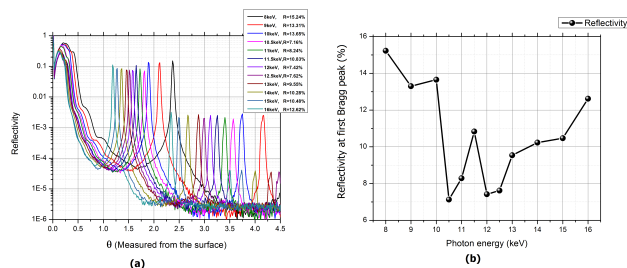 8keV, R=15.24%
9keV, R=13.31%
10keV, R=13.65%
10.5keV,R=7.16%
11keV, R=8.24%
11.5keV,R=10.83%
12keV, R=7.42%
12.5keV,R=7.62%
13keV, R=9.55%
14keV, R=10.25%
15keV, R=10.46%
16keV, R=12.62%
Reflectivity
0.1
0.01
1E-3
1E-4
1E-5
1E-6
0.0 0.5 1.0 1.5 2.0 2.5 3.0 3.5 4.0 4.5
θ (Measured from the surface)
(a)
Reflectivity
Reflectivity at first Bragg peak (%)
16
14
12
10
8
6
8 9 10 11 12 13 14 15 16
Photon energy (keV)
(b)